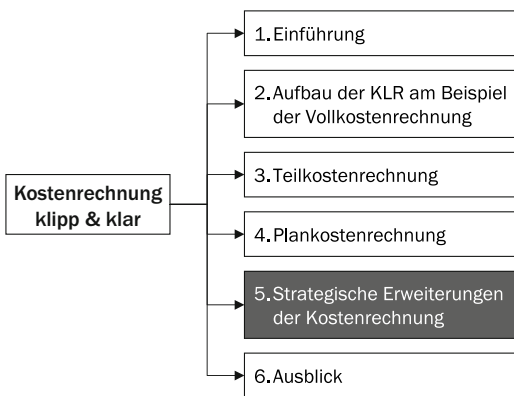 1. Einführung
2. Aufbau der KLR am Beispiel
der Vollkostenrechnung
3. Teilkostenrechnung
Kostenrechnung
klipp & klar
4. Plankostenrechnung
5. Strategische Erweiterungen
der Kostenrechnung
6. Ausblick